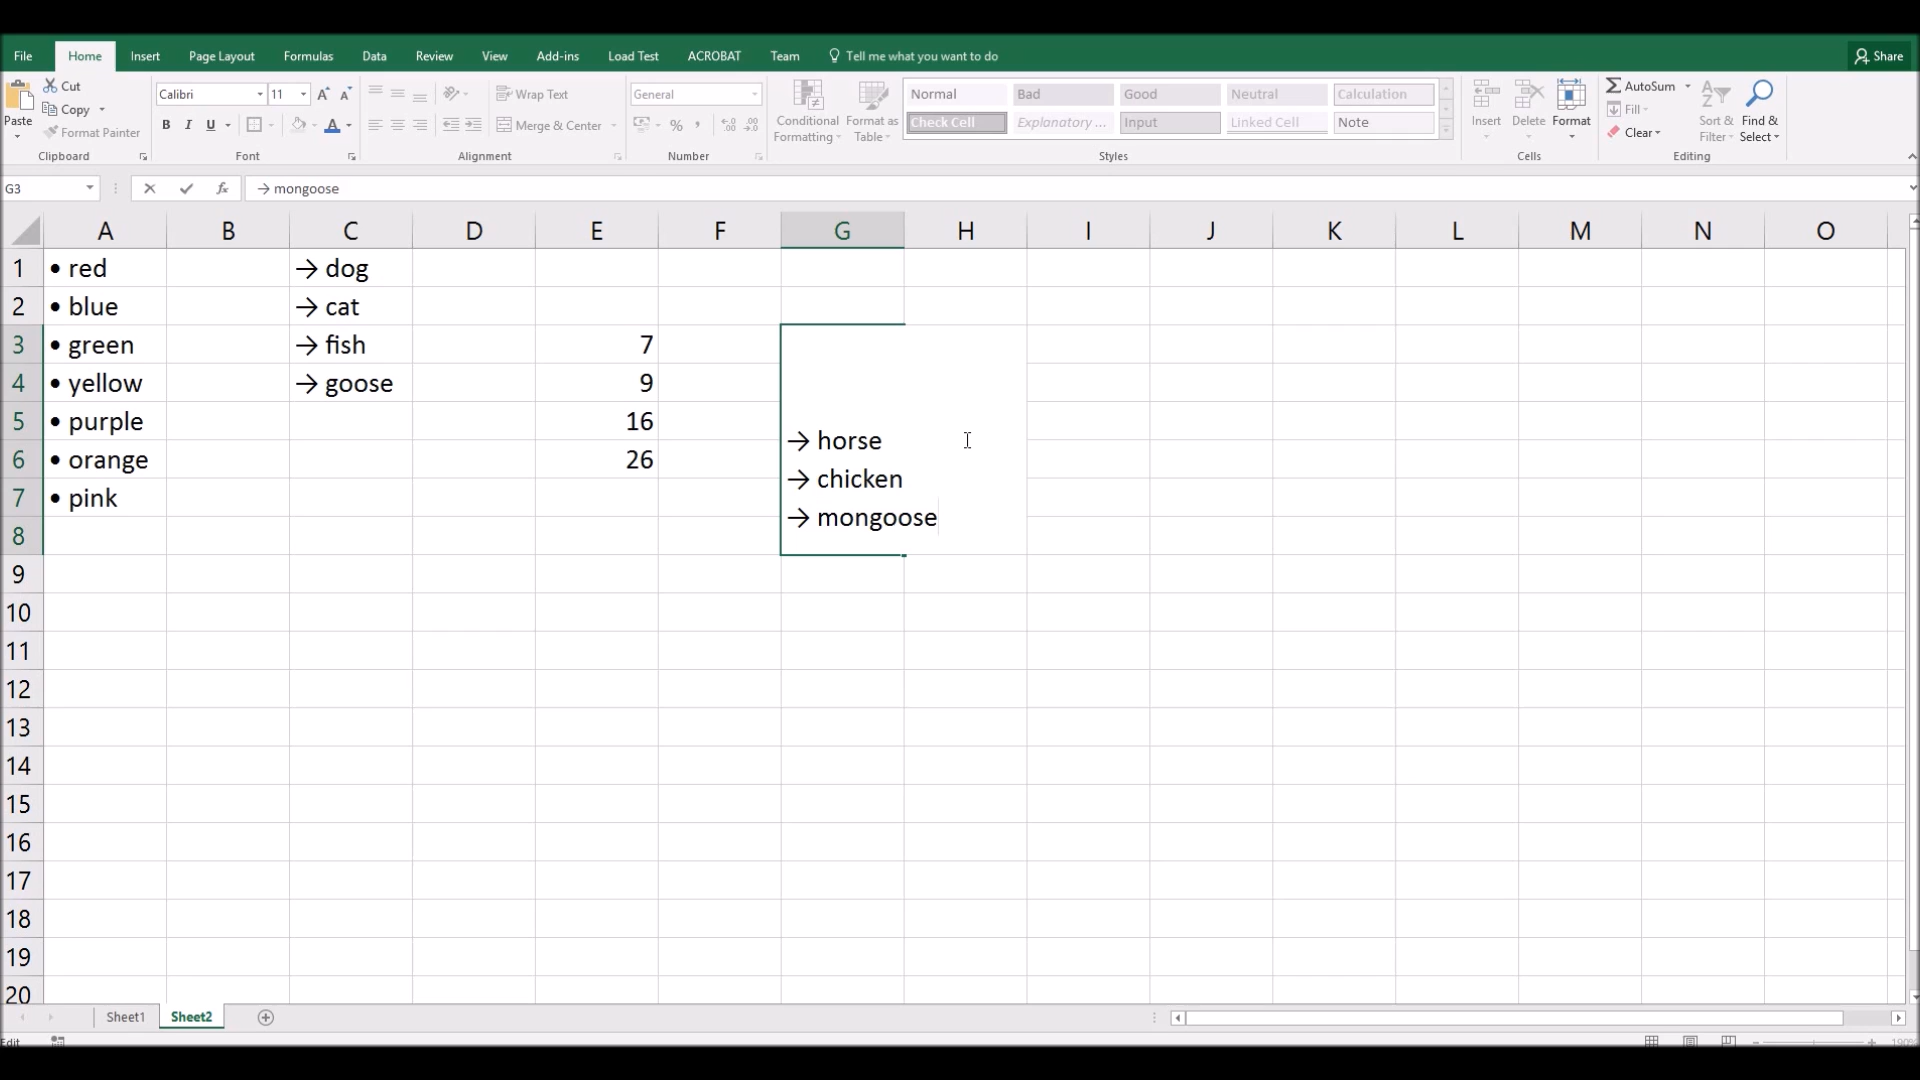 File Home Insert Page Layout Formulas Data Review View Add-ins Load Test ACROBAT Team Tell me what you want to do Share
Paste
Cut
Copy
Format Painter
Clipboard
Calibri 11
B I U
Font
Wrap Text
Merge & Center
Alignment
General
%
Number
Conditional Formatting
Format as Table
Normal Bad Good Neutral Calculation
Check Cell Explanatory ... Input Linked Cell Note
Styles
Insert Delete Format
Cells
AutoSum
Fill
Clear
Sort & Filter
Find & Select
Editing
G3 fx → mongoose
A B C D E F G H I J K L M N O
1 • red → dog
2 • blue → cat
3 • green → fish 7
4 • yellow → goose 9
5 • purple 16
6 • orange 26
7 • pink
8
→ horse
→ chicken
→ mongoose
9
10
11
12
13
14
15
16
17
18
19
20
Sheet1 Sheet2
Edit 190%